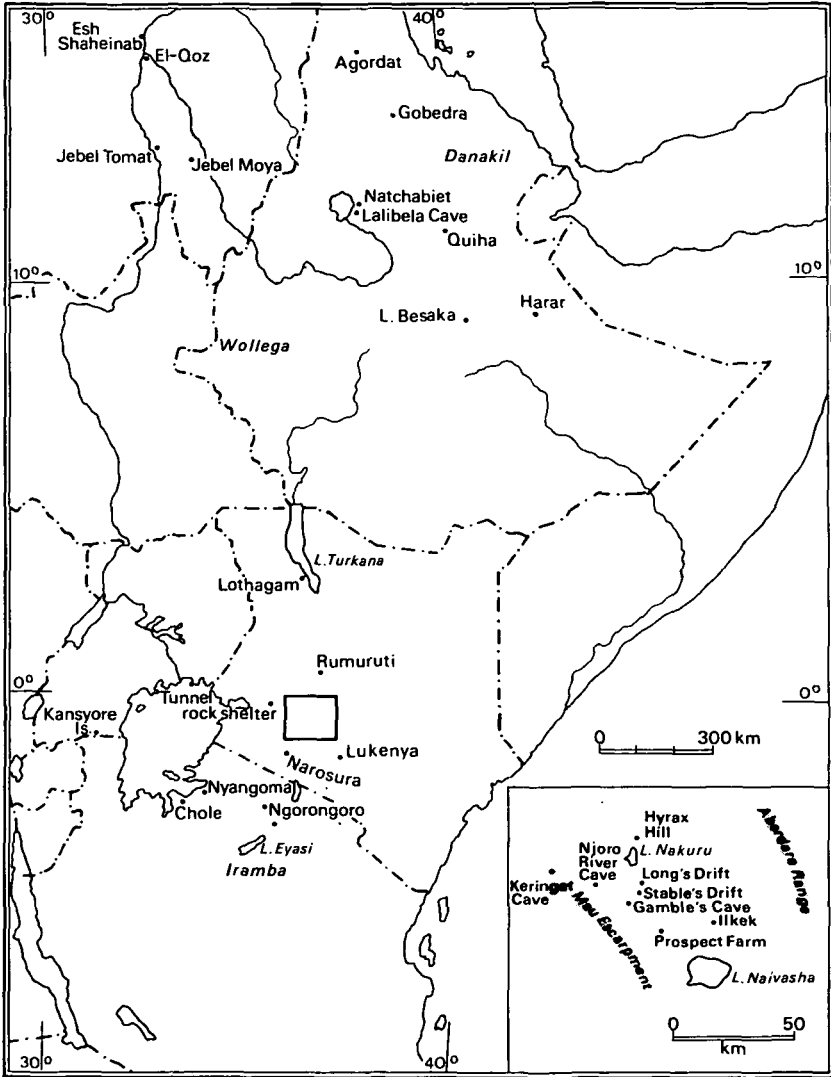 30°
40°
Esh
Shaheinab
El-Qoz
Agordat
Gobedra
Danakil
Jebel Tomat
Jebel Moya
Natchabiet
Lalibela Cave
Quiha
10°
10°
L. Besaka
Harar
Wollega
L.Turkana
Lothagam
Rumuruti
0°
0°
Tunnel
rock shelter
Kansyore
Is.
0
300 km
Lukenya
Narosura
Nyangoma
Chole
Ngorongoro
L.Eyasi
Iramba
Hyrax
Hill
L. Nakuru
Aberdare Range
Njoro
River
Cave
Long's Drift
Keringet
Cave
Stable's Drift
Gamble's Cave
Ilkek
Mau Escarpment
Prospect Farm
L. Naivasha
0
50
km
30°
40°